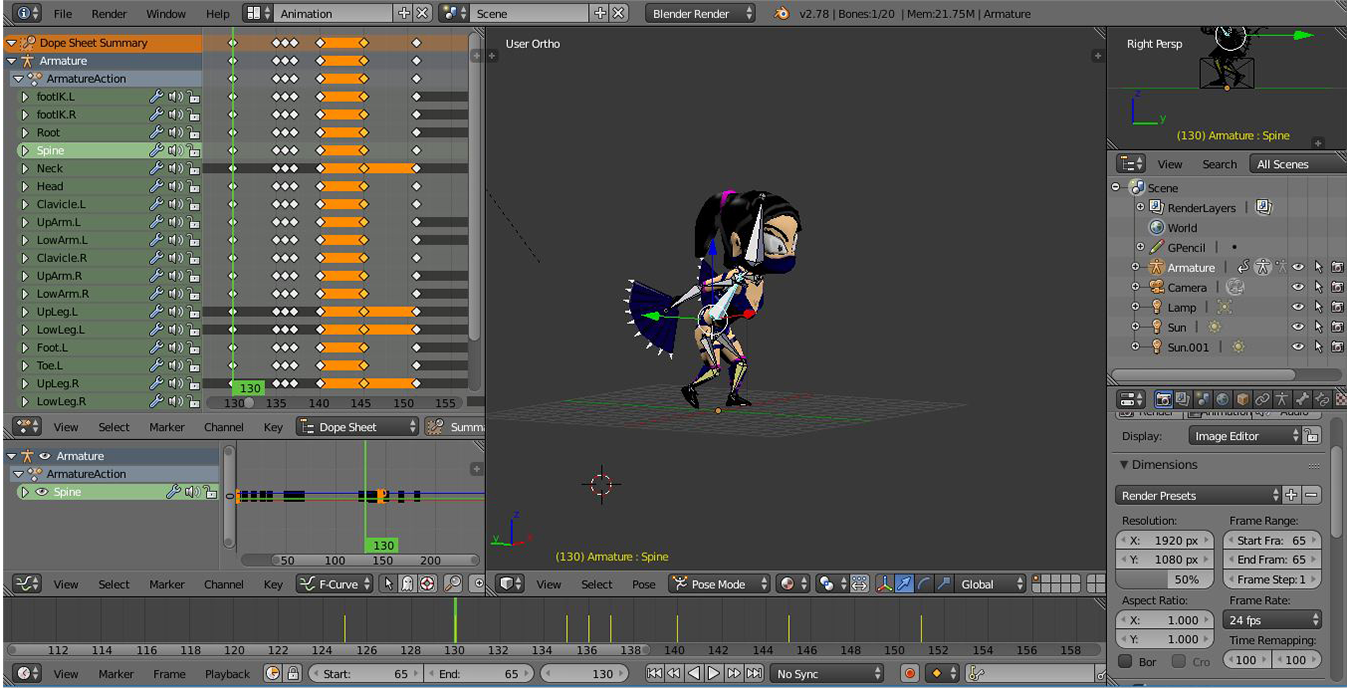 File Render Window Help Animation Scene Blender Render v2.78 | Bones:1/20 | Mem:21.75M | Armature
Dope Sheet Summary
Armature
ArmatureAction
footIK.L
footIK.R
Root
Spine
Neck
Head
Clavicle.L
UpArm.L
LowArm.L
Clavicle.R
UpArm.R
LowArm.R
UpLeg.L
LowLeg.L
Foot.L
Toe.L
UpLeg.R
LowLeg.R
130
130 135 140 145 150 155
View Select Marker Channel Key Dope Sheet Summa
Armature
ArmatureAction
Spine
130
50 100 150 200
View Select Marker Channel Key F-Curve
User Ortho
z
y
(130) Armature : Spine
View Select Pose Pose Mode Global
Right Persp
z
y
(130) Armature : Spine
View Search All Scenes
Scene
RenderLayers
World
GPencil
Armature
Camera
Lamp
Sun
Sun.001
Render Animation Audio
Display: Image Editor
Dimensions
Render Presets
Resolution: Frame Range:
X: 1920 px Start Fra: 65
Y: 1080 px End Fram: 65
50% Frame Step: 1
Aspect Ratio: Frame Rate:
X: 1.000 24 fps
Y: 1.000 Time Remapping:
Bor Cro 100 100
112 114 116 118 120 122 124 126 128 130 132 134 136 138 140 142 144 146 148 150 152 154 156 158
View Marker Frame Playback Start: 65 End: 65 130 No Sync